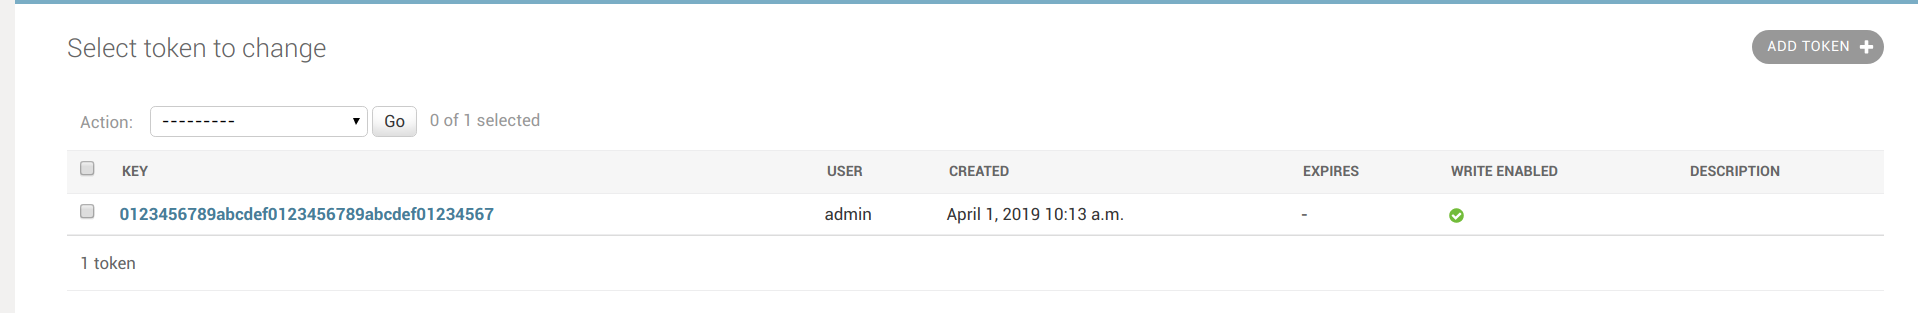 Select token to change
ADD TOKEN
Action: --------- Go 0 of 1 selected
KEY USER CREATED EXPIRES WRITE ENABLED DESCRIPTION
0123456789abcdef0123456789abcdef01234567 admin April 1, 2019 10:13 a.m. -
1 token